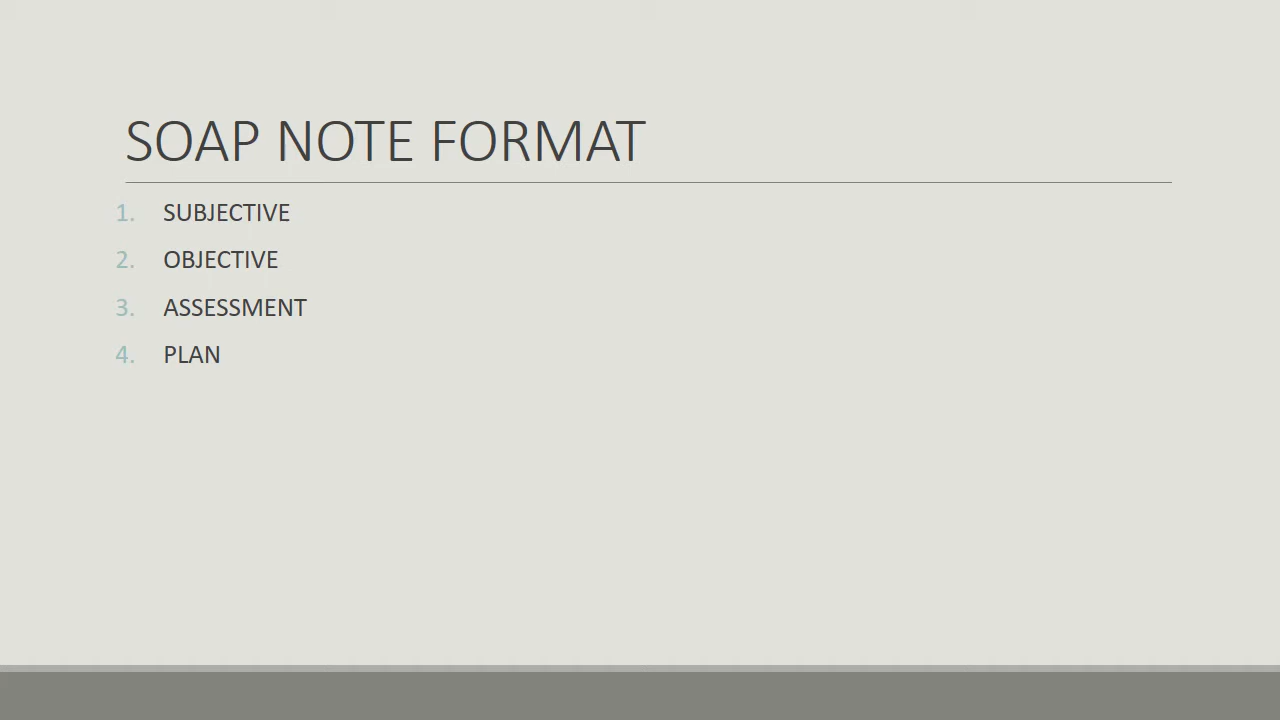 SOAP NOTE FORMAT
1. SUBJECTIVE
2. OBJECTIVE
3. ASSESSMENT
4. PLAN